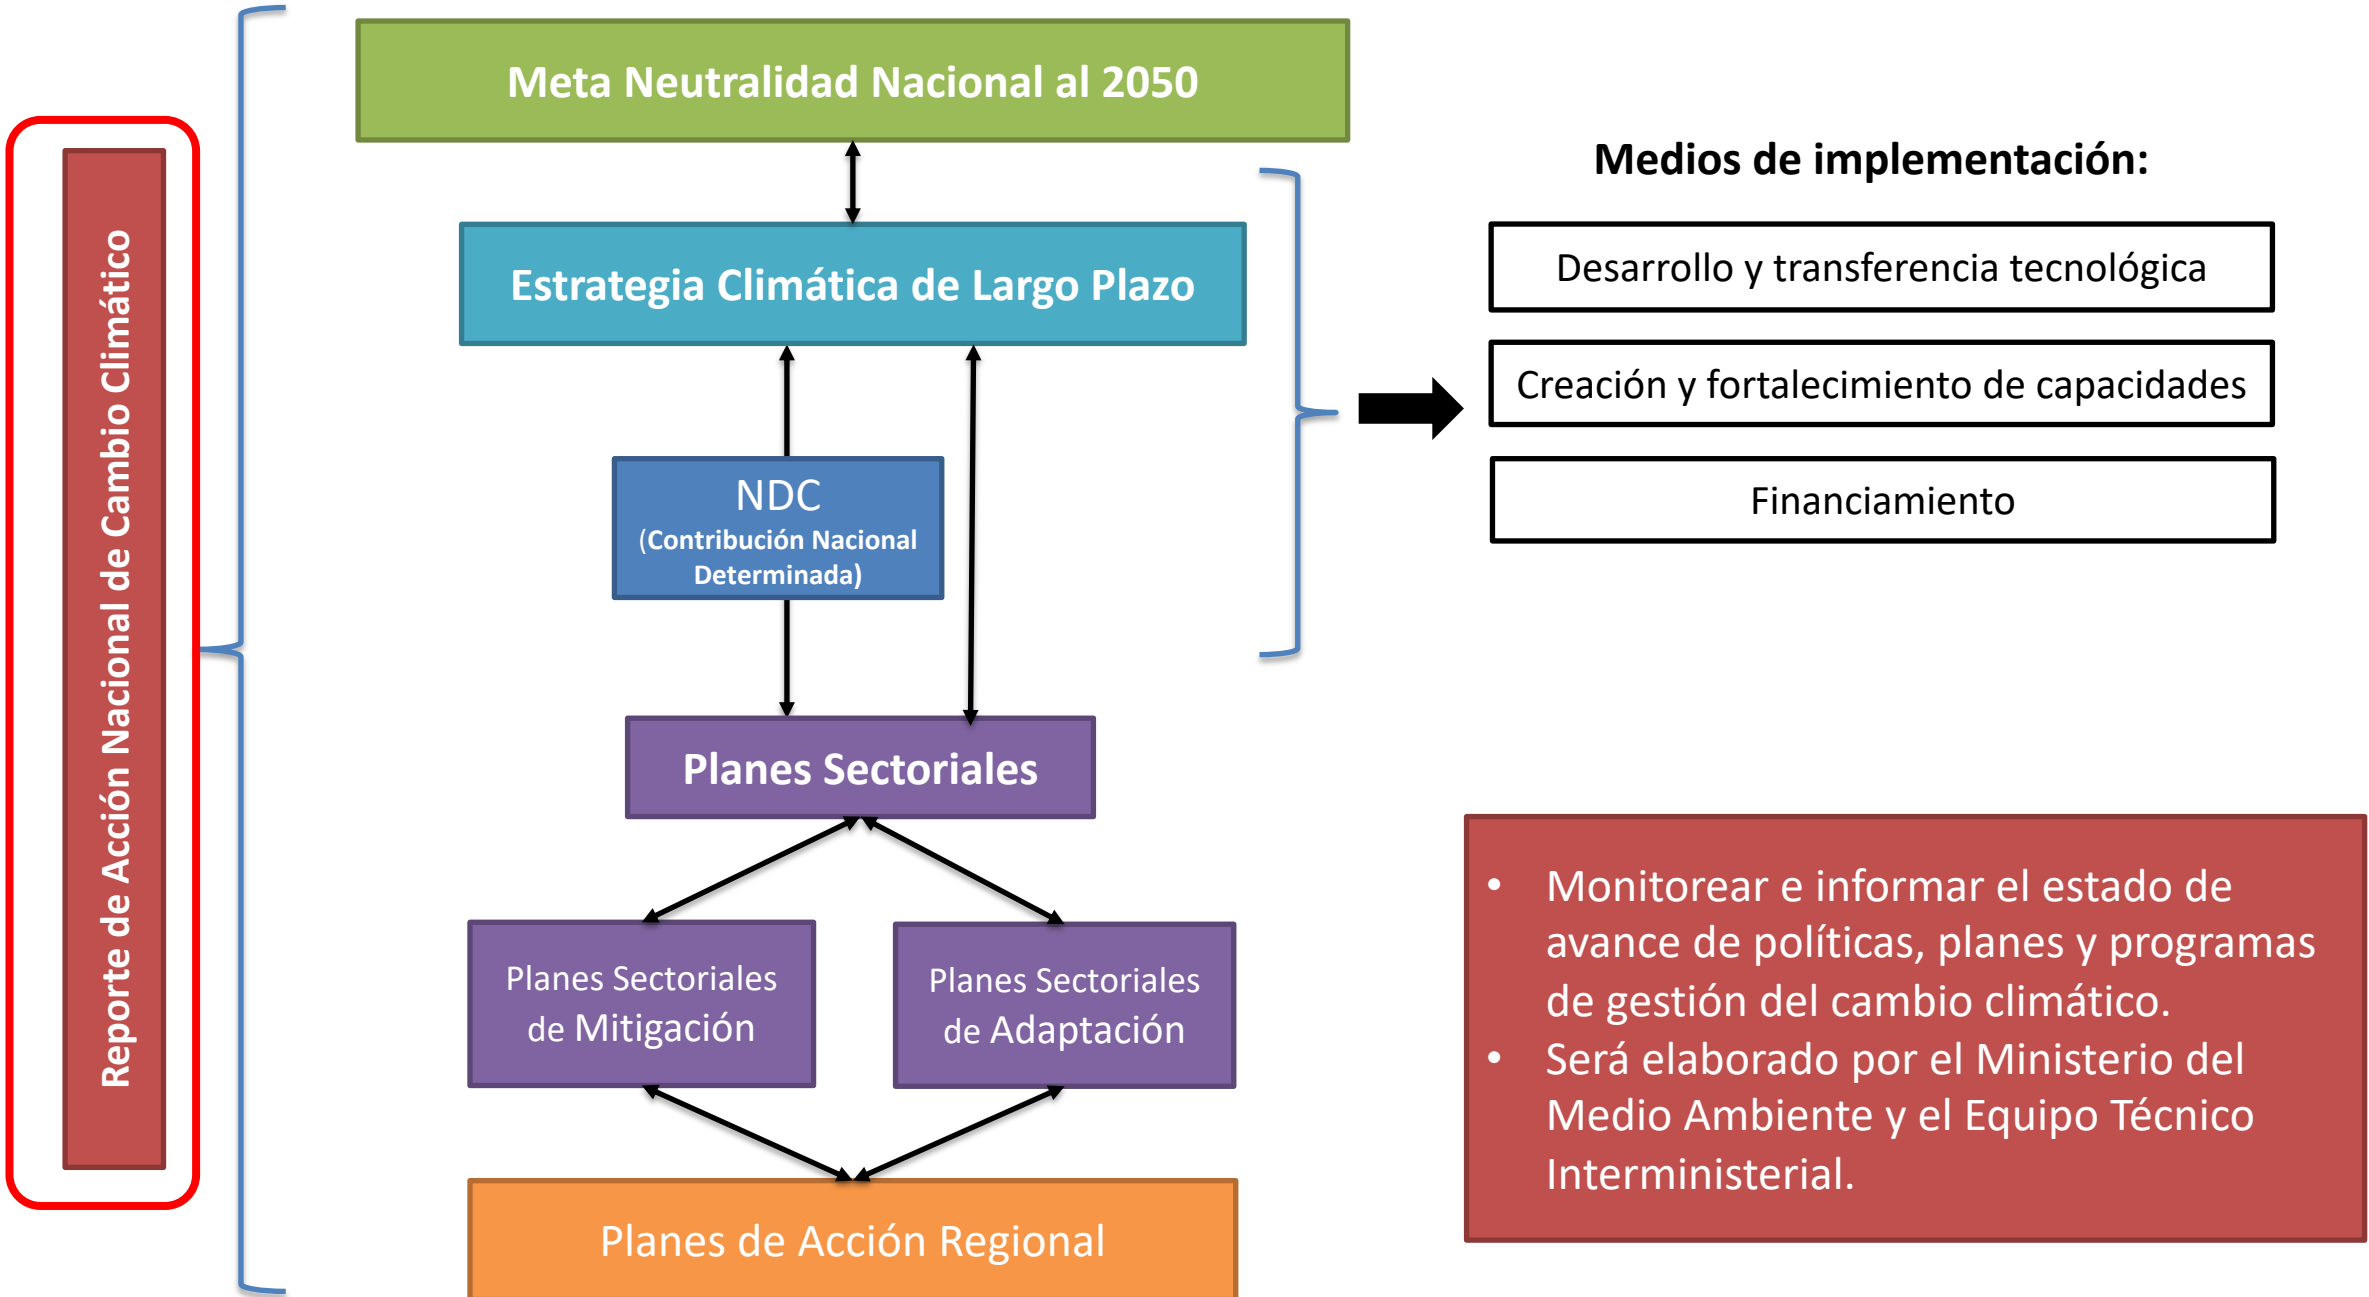 Reporte de Acción Nacional de Cambio Climático
Meta Neutralidad Nacional al 2050
Estrategia Climática de Largo Plazo
NDC
(Contribución Nacional
Determinada)
Planes Sectoriales
Planes Sectoriales
de Mitigación
Planes Sectoriales
de Adaptación
Planes de Acción Regional
Medios de implementación:
Desarrollo y transferencia tecnológica
Creación y fortalecimiento de capacidades
Financiamiento
• Monitorear e informar el estado de
avance de políticas, planes y programas
de gestión del cambio climático.
• Será elaborado por el Ministerio del
Medio Ambiente y el Equipo Técnico
Interministerial.